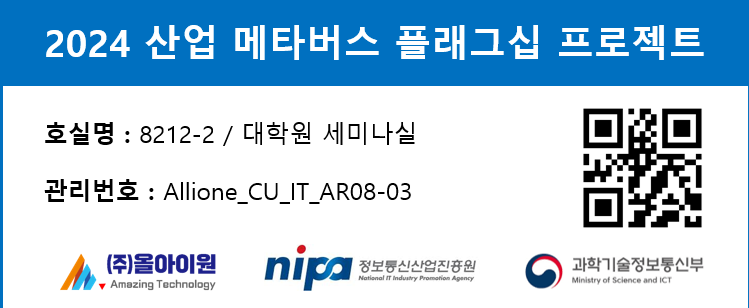 2024 산업 메타버스 플래그십 프로젝트
호실명 : 8212-2 / 대학원 세미나실
관리번호 : Allione_CU_IT_AR08-03
(주)올아이원
Amazing Technology
nipa 정보통신산업진흥원
National IT Industry Promotion Agency
과학기술정보통신부
Ministry of Science and ICT